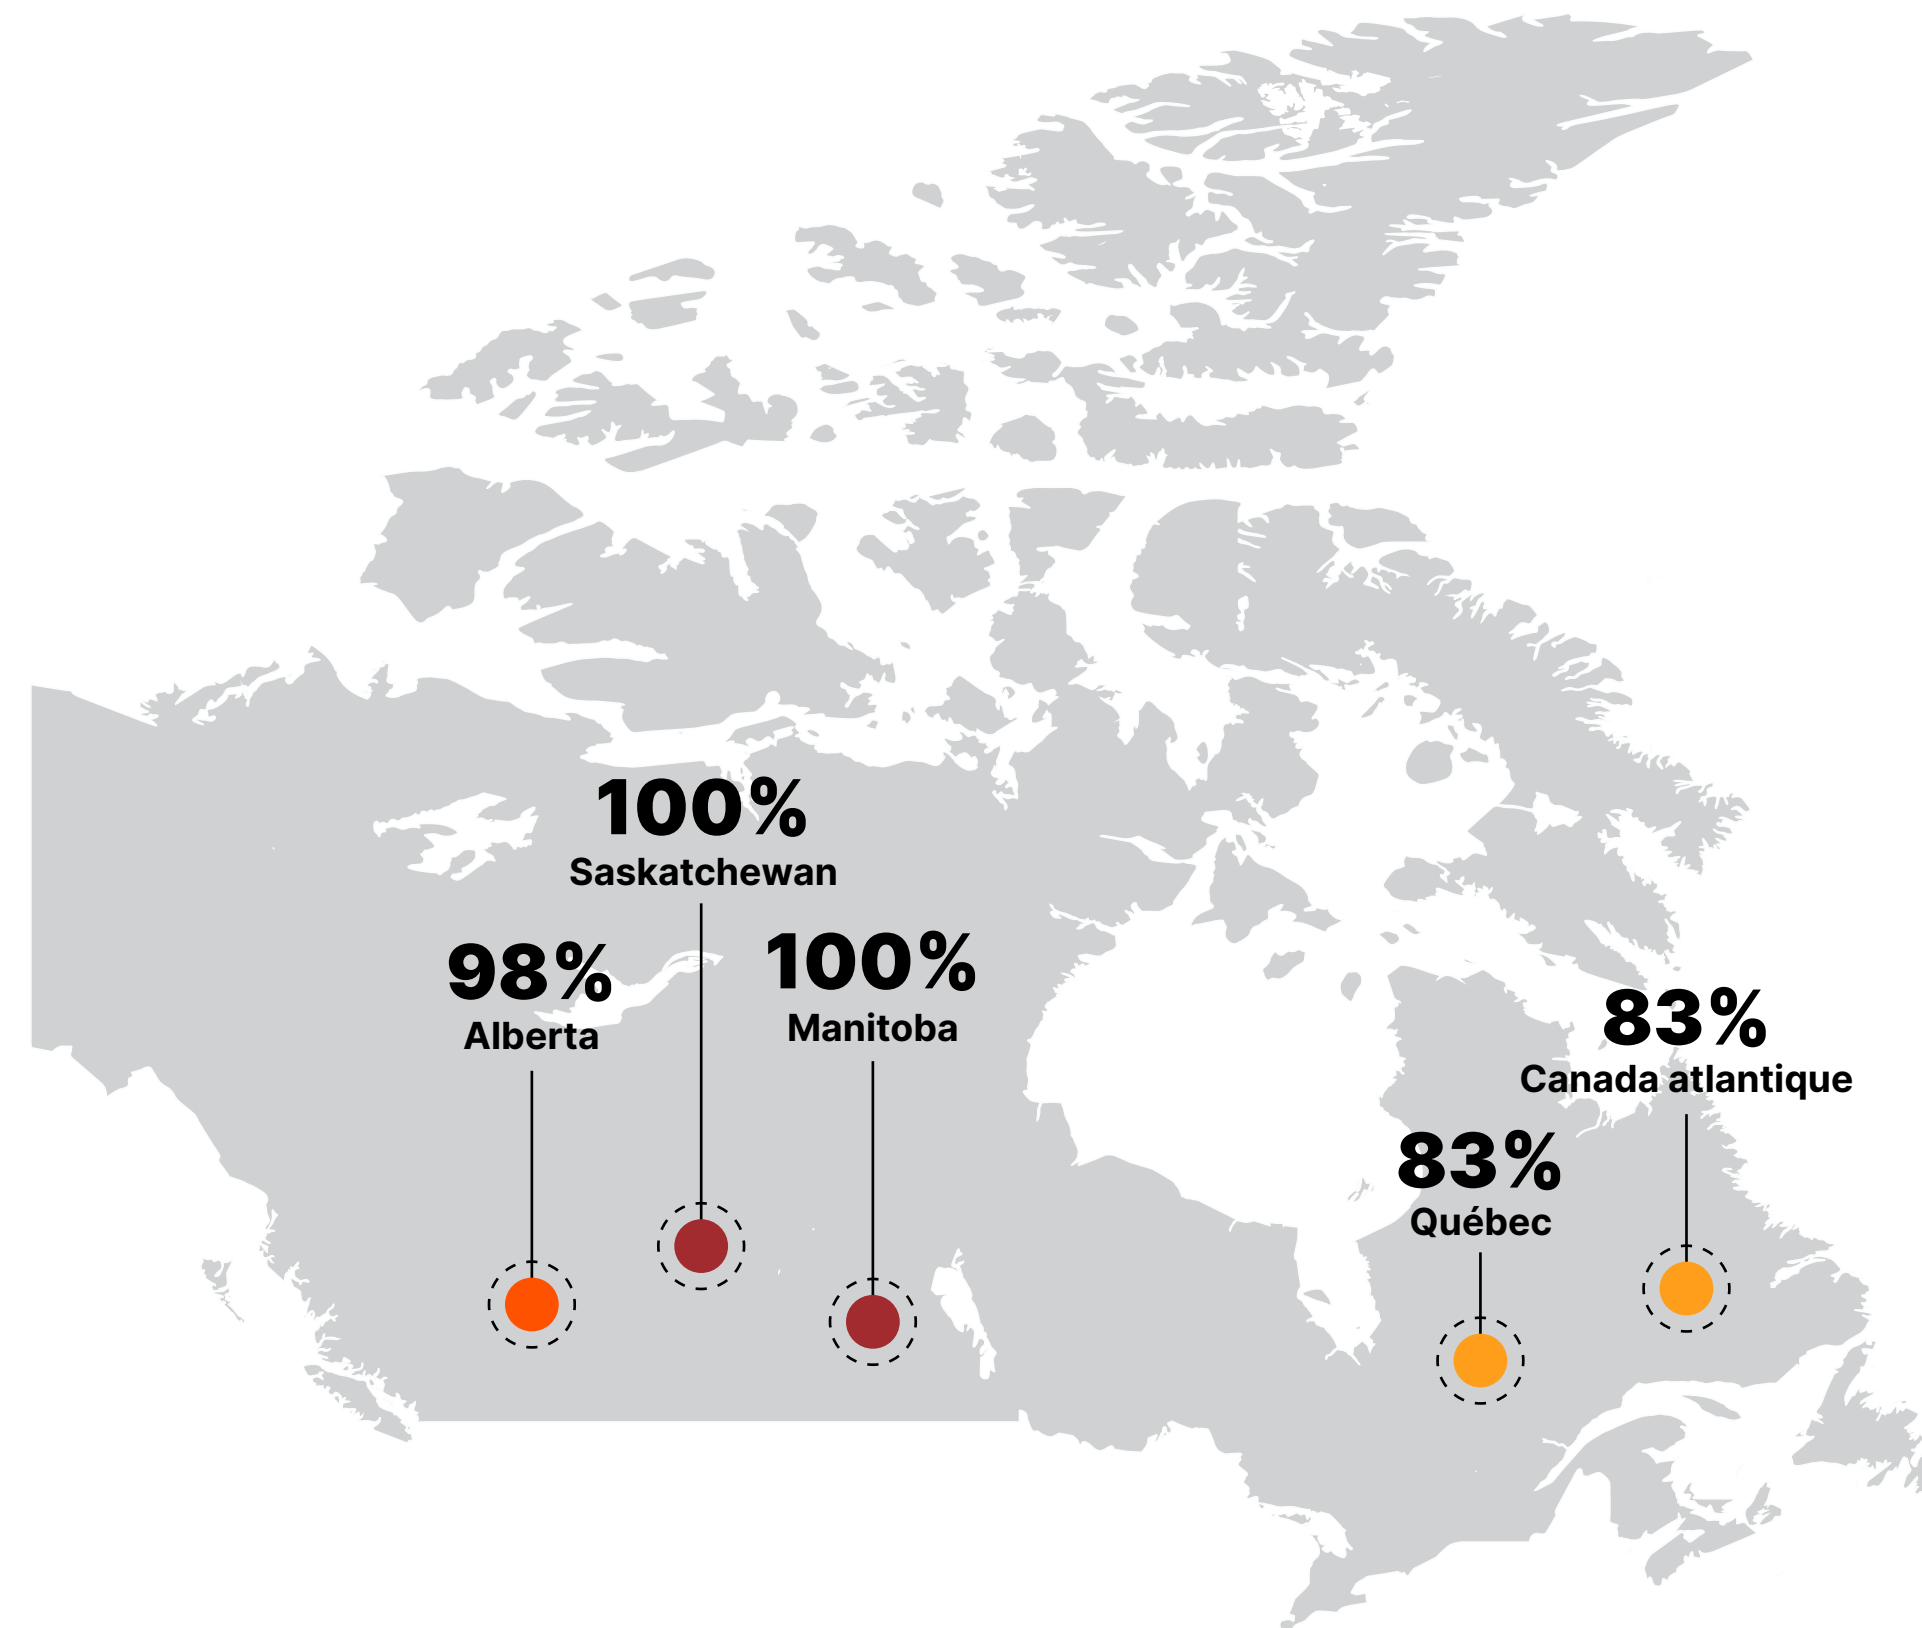 100%
Saskatchewan
98%
Alberta
100%
Manitoba
83%
Canada atlantique
83%
Québec